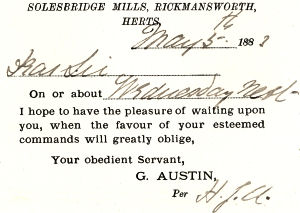 SOLESBRIDGE MILLS, RICKMANSWORTH,
HERTS,
May 5th 1883
Dear Sir
On or about Wednesday Next
I hope to have the pleasure of waiting upon
you, when the favour of your esteemed
commands will greatly oblige,
Your obedient Servant,
G. AUSTIN,
Per H.J.A.